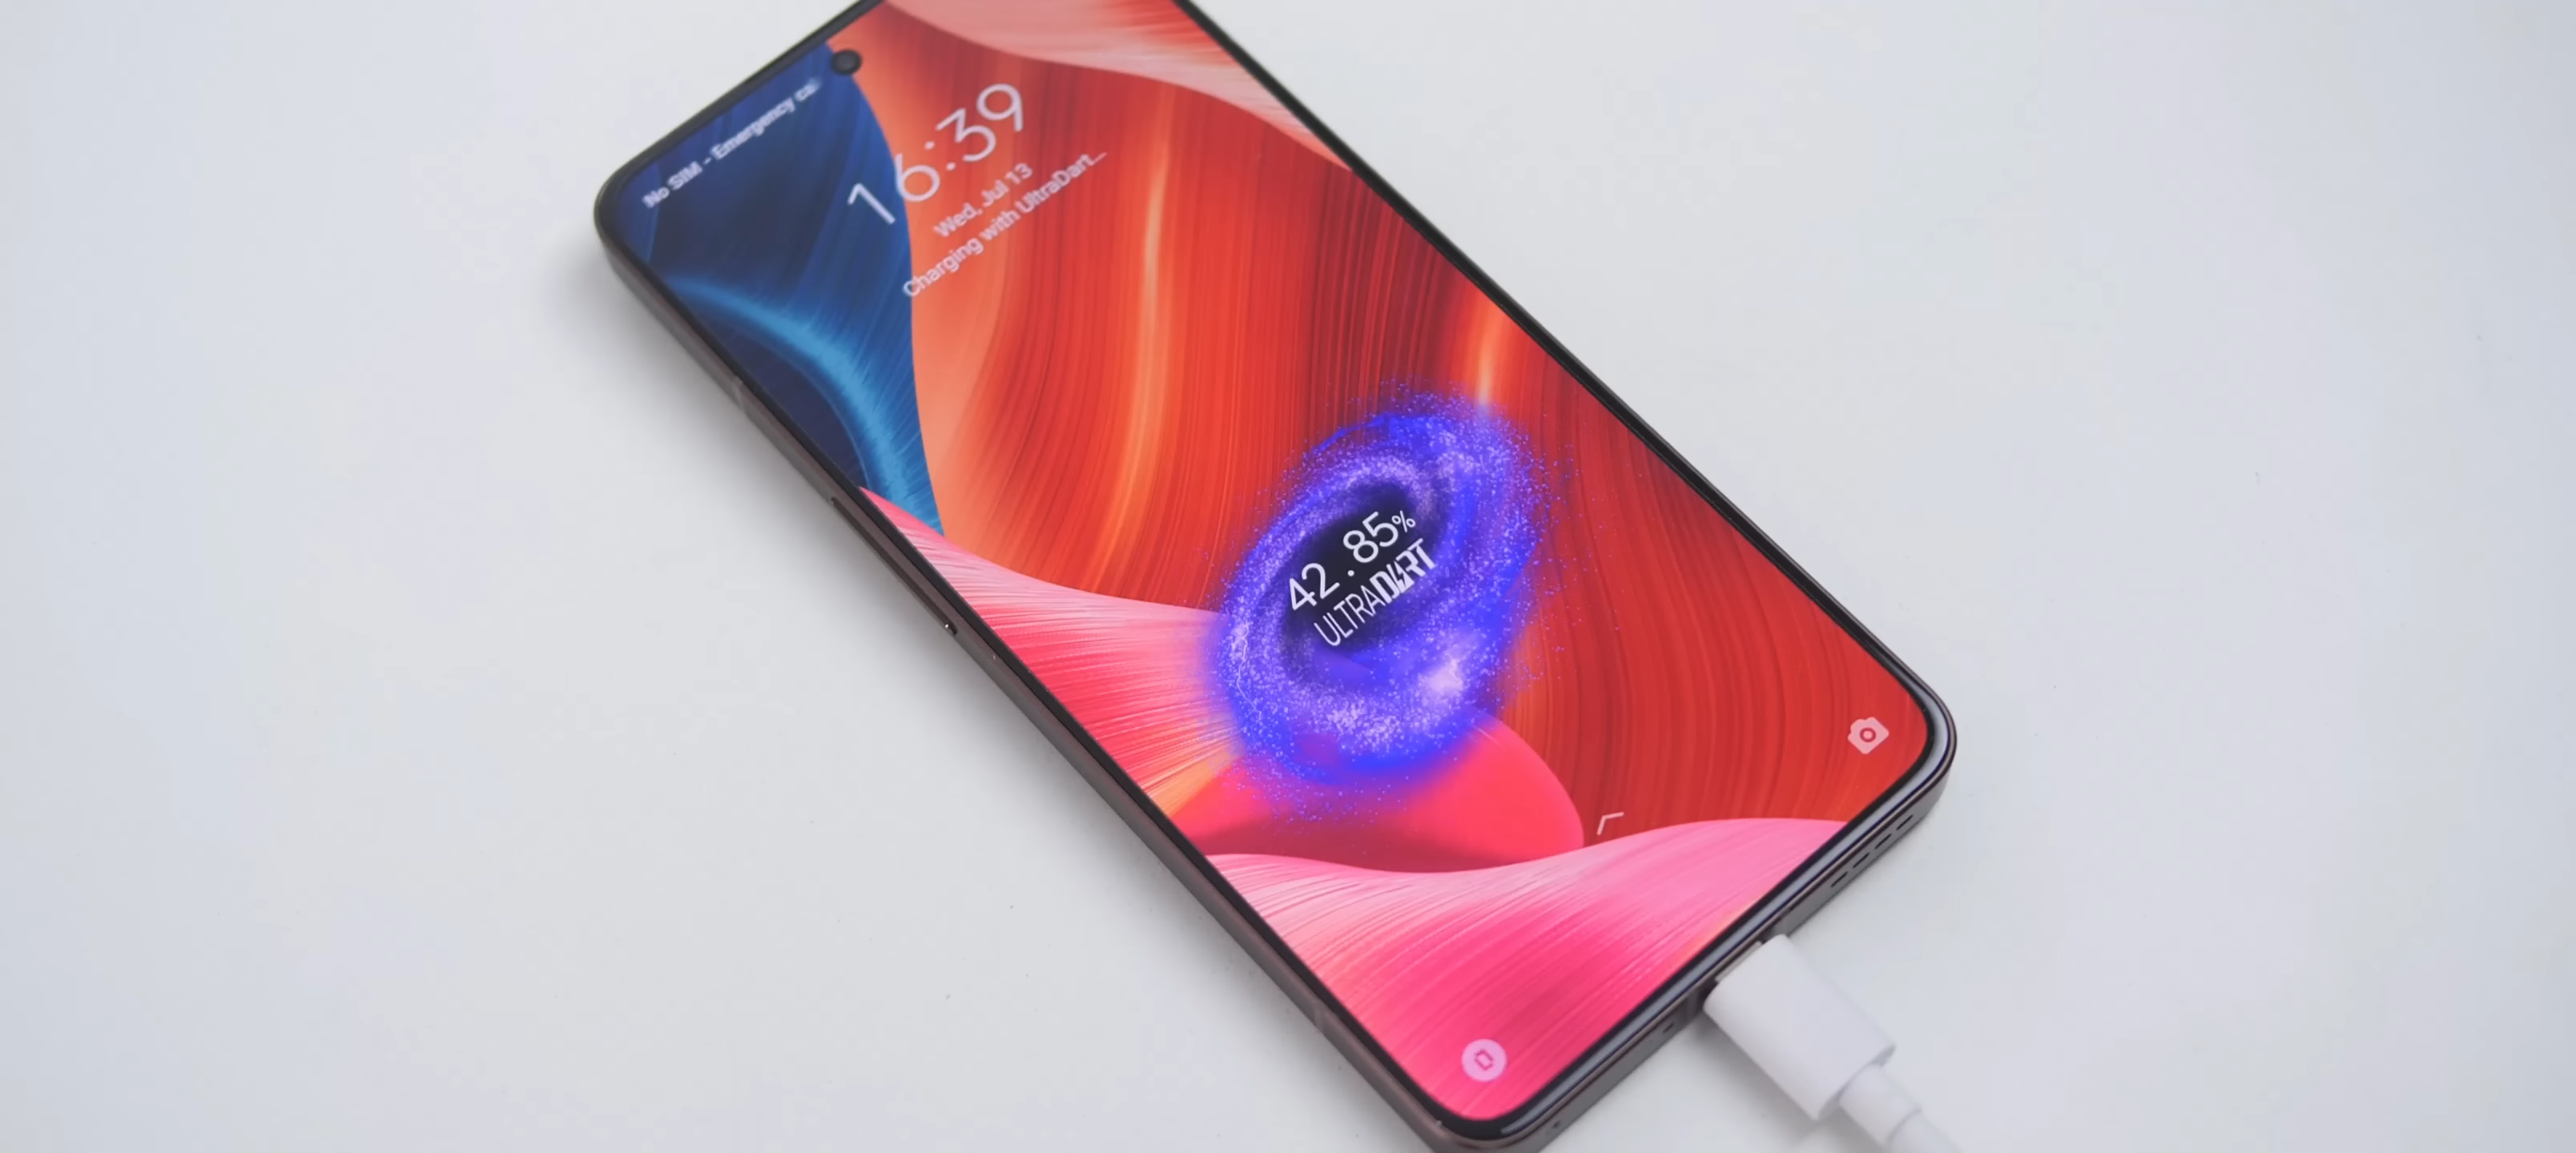 No SIM - Emergency ca
16:39
Wed, Jul 13
Charging with UltraDart...
42.85%
ULTRADART